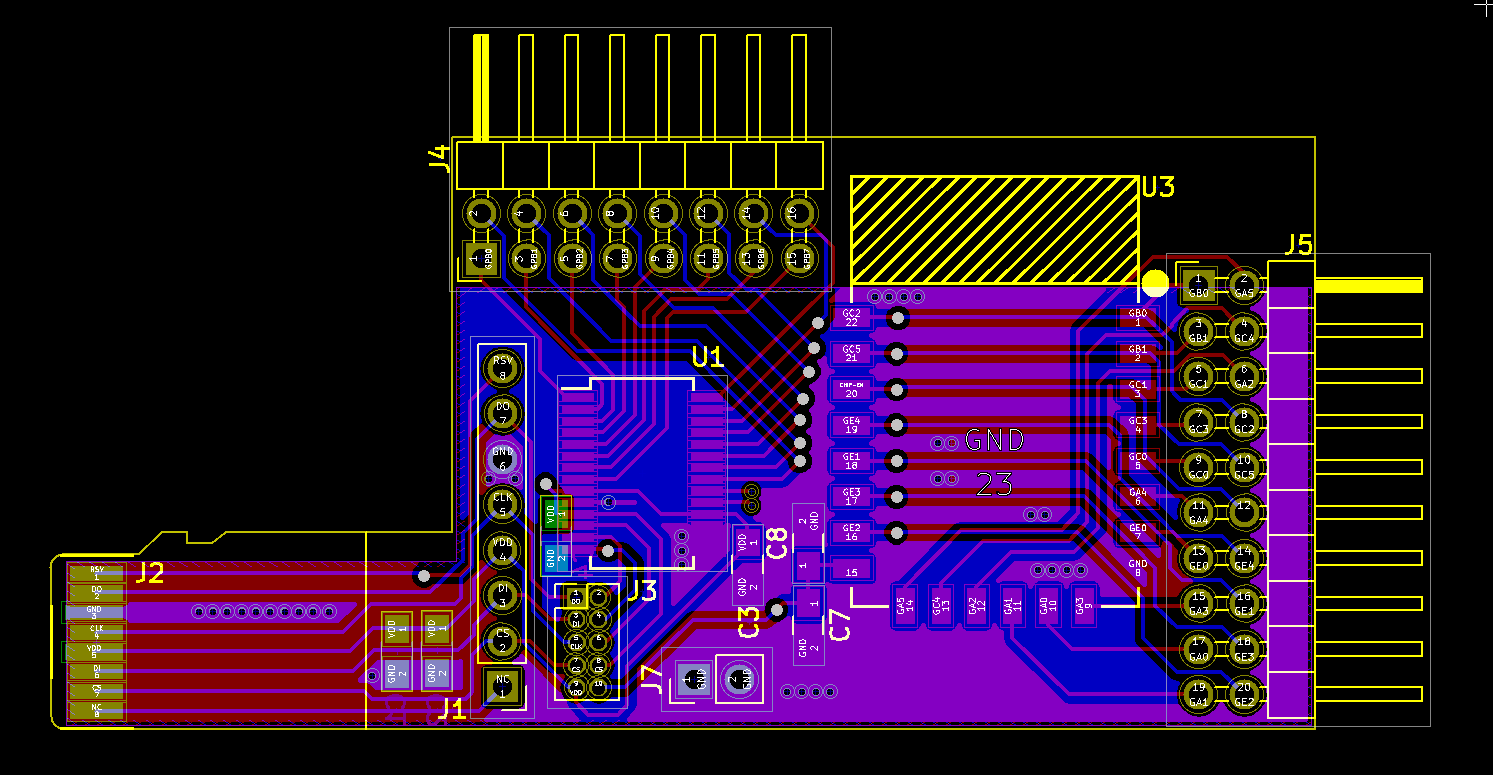 J4
2 4 6 8 10 12 14 16
1 3 5 7 9 11 13 15
GPB0 GPB1 GPB2 GPB3 GPB4 GPB5 GPB6 GPB7
U3
J5
1
GB0
2
GA5
3
GB1
4
GC4
5
GC1
6
GA2
7
GC3
8
GC2
9
GC0
10
GC5
11
GA4
12
13
GE0
14
GE4
15
GA3
16
GE1
17
GA0
18
GE3
19
GA1
20
GE2
GC2
22
GC5
21
CHIP-EN
20
GE4
19
GE1
18
GE3
17
GE2
16
15
GB0
1
GB1
2
GC1
3
GC3
4
GC0
5
GA4
6
GE0
7
GND
8
GA5
14
GC4
13
GA2
12
GA1
11
GA0
10
GA3
9
GND
23
U1
RSV
8
DO
7
GND
6
CLK
5
VDD
4
DI
3
CS
2
NC
1
J1
VDD
1
GND
2
J2
RSV
1
DO
2
GND
3
CLK
4
VDD
5
DI
6
CS
7
NC
8
VDD
1
GND
2
VDD
1
GND
2
J3
C8
VDD
1
GND
2
C3
2
GND
1
C7
1
GND
2
J7
1
GND
2
GND